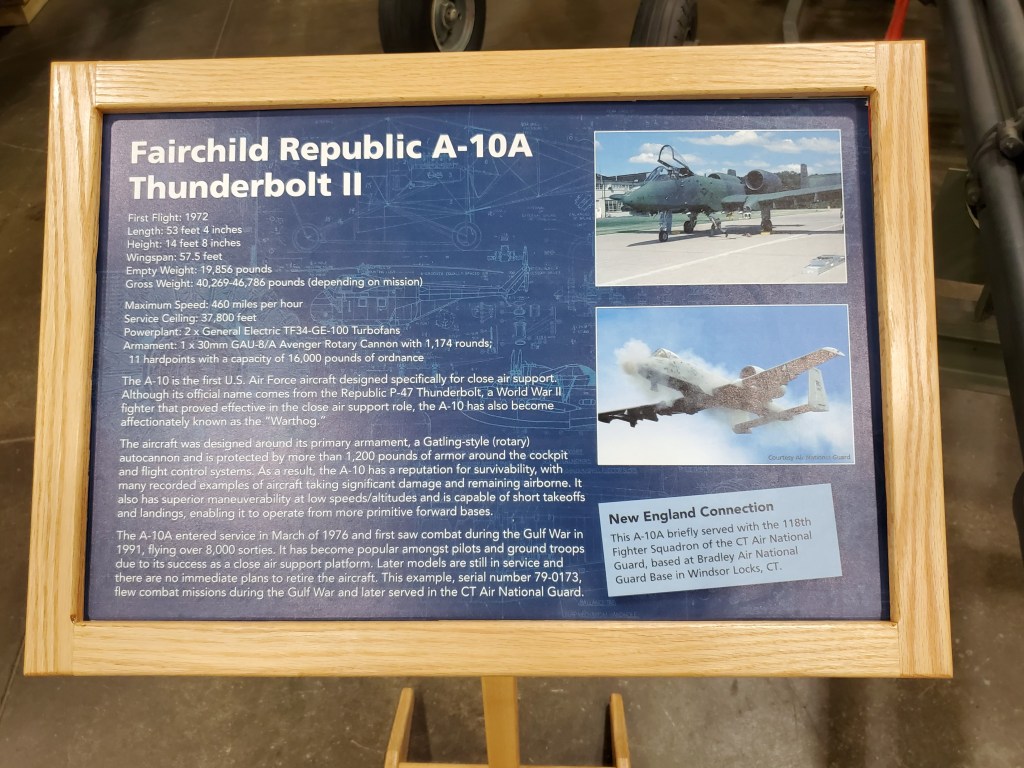 Fairchild Republic A-10A
Thunderbolt II
First Flight: 1972
Length: 53 feet 4 inches
Height: 14 feet 8 inches
Wingspan: 57.5 feet
Empty Weight: 19,856 pounds
Gross Weight: 40,269-46,786 pounds (depending on mission)
Maximum Speed: 460 miles per hour
Service Ceiling: 37,800 feet
Powerplant: 2 x General Electric TF34-GE-100 Turbofans
Armament: 1 x 30mm GAU-8/A Avenger Rotary Cannon with 1,174 rounds;
11 hardpoints with a capacity of 16,000 pounds of ordnance
The A-10 is the first U.S. Air Force aircraft designed specifically for close air support.
Although its official name comes from the Republic P-47 Thunderbolt, a World War II
fighter that proved effective in the close air support role, the A-10 has also become
affectionately known as the “Warthog.”
The aircraft was designed around its primary armament, a Gatling-style (rotary)
autocannon and is protected by more than 1,200 pounds of armor around the cockpit
and flight control systems. As a result, the A-10 has a reputation for survivability, with
many recorded examples of aircraft taking significant damage and remaining airborne. It
also has superior maneuverability at low speeds/altitudes and is capable of short takeoffs
and landings, enabling it to operate from more primitive forward bases.
The A-10A entered service in March of 1976 and first saw combat during the Gulf War in
1991, flying over 8,000 sorties. It has become popular amongst pilots and ground troops
due to its success as a close air support platform. Later models are still in service and
there are no immediate plans to retire the aircraft. This example, serial number 79-0173,
flew combat missions during the Gulf War and later served in the CT Air National Guard.
Courtesy Air National Guard
New England Connection
This A-10A briefly served with the 118th
Fighter Squadron of the CT Air National
Guard, based at Bradley Air National
Guard Base in Windsor Locks, CT.